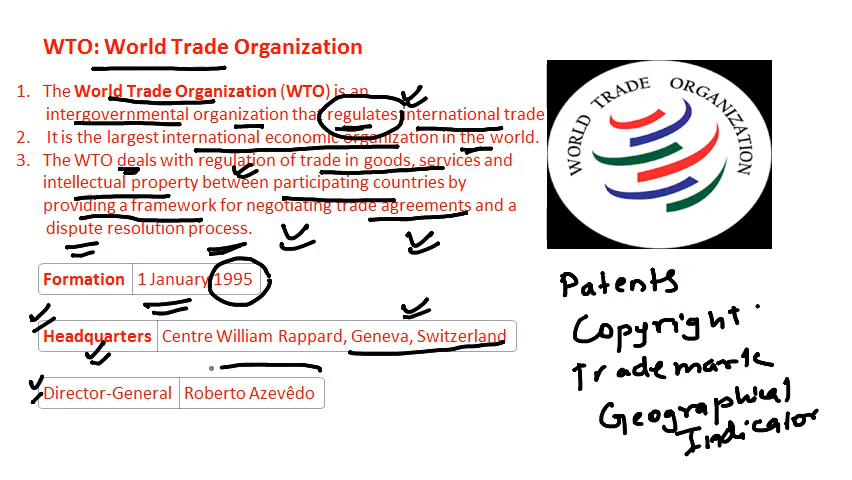 WTO: World Trade Organization
1. The World Trade Organization (WTO) is an
intergovernmental organization that regulates international trade
2. It is the largest international economic organization in the world.
3. The WTO deals with regulation of trade in goods, services and
intellectual property between participating countries by
providing a framework for negotiating trade agreements and a
dispute resolution process.
Formation 1 January 1995
Headquarters Centre William Rappard, Geneva, Switzerland
Director-General Roberto Azevêdo
WORLD TRADE ORGANIZATION
Patents
Copyright
Trademark
Geographical
Indicator